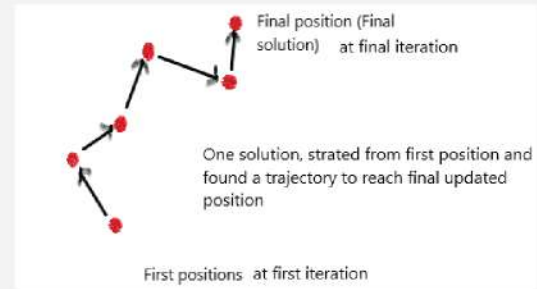 Final position (Final
solution) at final iteration
One solution, strated from first position and
found a trajectory to reach final updated
position
First positions at first iteration